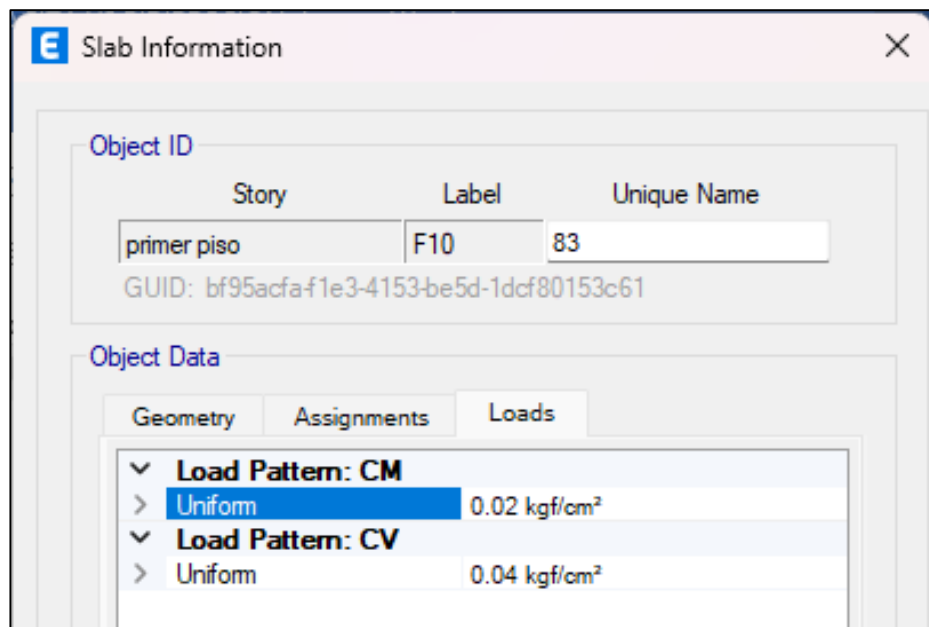 E Slab Information
Object ID
Story Label Unique Name
primer piso F10 83
GUID: bf95acfa-f1e3-4153-be5d-1dcf80153c61
Object Data
Geometry Assignments Loads
Load Pattern: CM
Uniform 0.02 kgf/cm²
Load Pattern: CV
Uniform 0.04 kgf/cm²